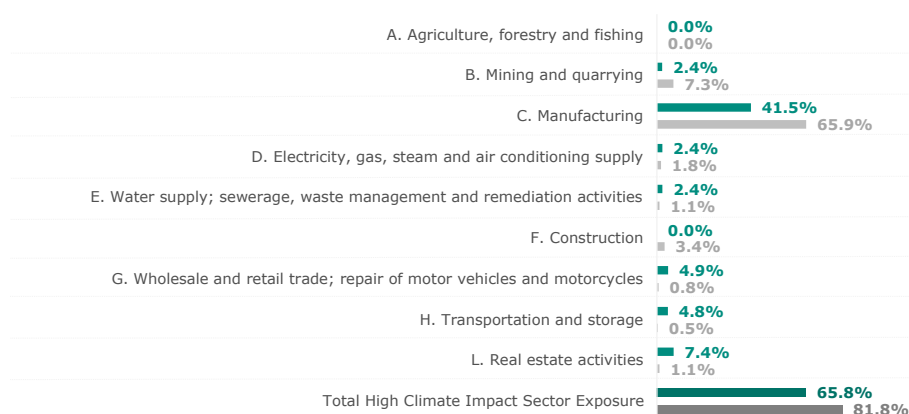 A. Agriculture, forestry and fishing
0.0%
0.0%
B. Mining and quarrying
2.4%
7.3%
C. Manufacturing
41.5%
65.9%
D. Electricity, gas, steam and air conditioning supply
2.4%
1.8%
E. Water supply; sewerage, waste management and remediation activities
2.4%
1.1%
F. Construction
0.0%
3.4%
G. Wholesale and retail trade; repair of motor vehicles and motorcycles
4.9%
0.8%
H. Transportation and storage
4.8%
0.5%
L. Real estate activities
7.4%
1.1%
Total High Climate Impact Sector Exposure
65.8%
81.8%